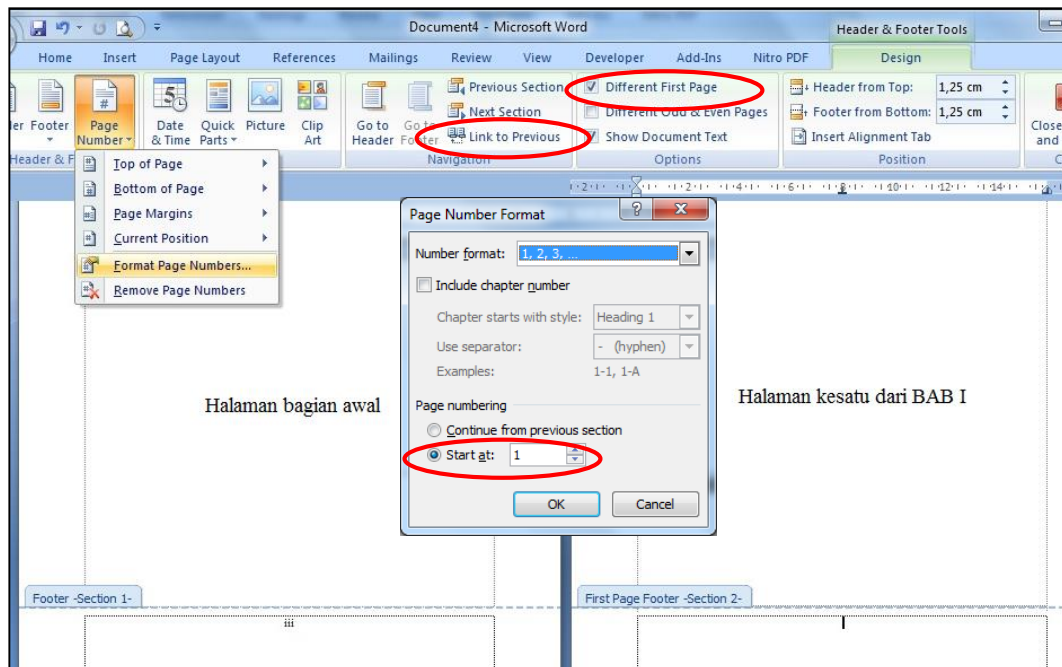 Document4 - Microsoft Word
Header & Footer Tools
Home Insert Page Layout References Mailings Review View Developer Add-Ins Nitro PDF Design
Footer
Page Number
Date & Time
Quick Parts
Picture
Clip Art
Go to Header
Go to Footer
Previous Section
Next Section
Link to Previous
Different First Page
Different Odd & Even Pages
Show Document Text
Header from Top: 1,25 cm
Footer from Bottom: 1,25 cm
Insert Alignment Tab
Close
and
Header & F
Navigation
Options
Position
Top of Page
Bottom of Page
Page Margins
Current Position
Format Page Numbers...
Remove Page Numbers
Page Number Format
Number format: 1, 2, 3, ...
Include chapter number
Chapter starts with style: Heading 1
Use separator: - (hyphen)
Examples: 1-1, 1-A
Page numbering
Continue from previous section
Start at: 1
OK Cancel
Halaman bagian awal
Halaman kesatu dari BAB I
Footer -Section 1-
First Page Footer -Section 2-
iii